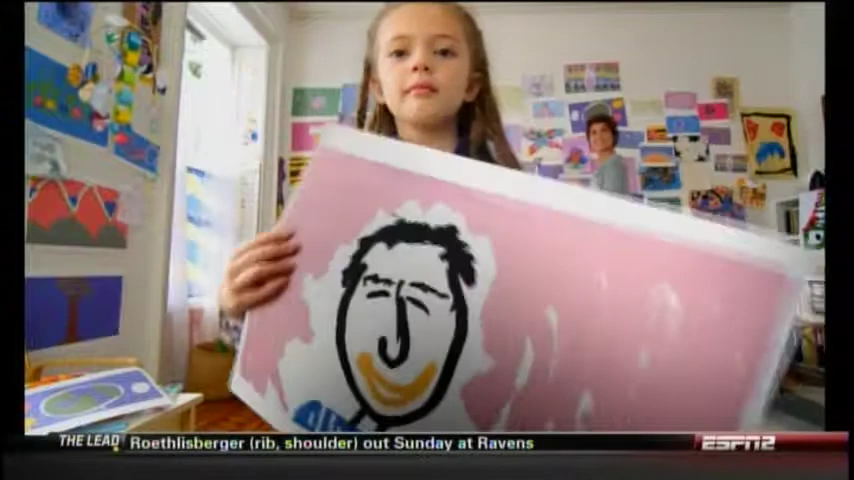 THE LEAD
Roethlisberger (rib, shoulder) out Sunday at Ravens
ESPN2